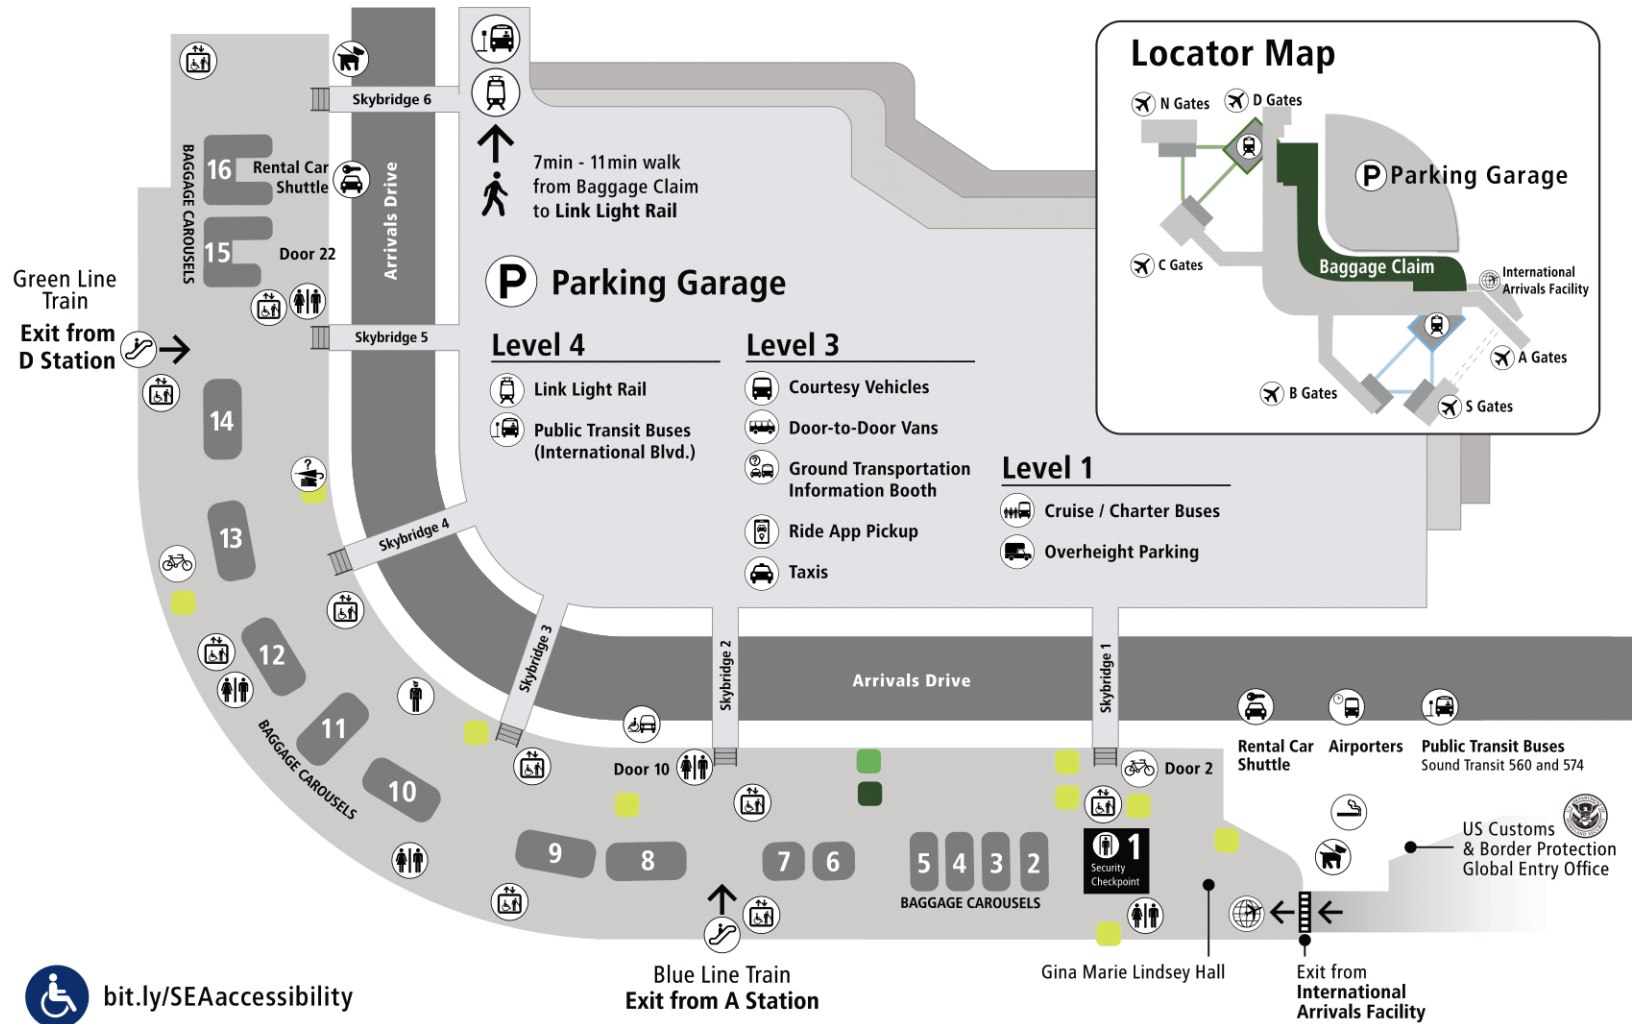 Skybridge 6
Arrivals Drive
BAGGAGE CAROUSELS
16
Rental Car
Shuttle
15
Door 22
7min - 11min walk
from Baggage Claim
to Link Light Rail
Green Line
Train
Exit from
D Station
Skybridge 5
P Parking Garage
Level 4
Link Light Rail
Public Transit Buses
(International Blvd.)
Level 3
Courtesy Vehicles
Door-to-Door Vans
Ground Transportation
Information Booth
Ride App Pickup
Taxis
Level 1
Cruise / Charter Buses
Overheight Parking
Locator Map
N Gates
D Gates
P Parking Garage
C Gates
Baggage Claim
International
Arrivals Facility
A Gates
B Gates
S Gates
14
?
13
Skybridge 4
12
11
10
BAGGAGE CAROUSELS
Skybridge 3
Skybridge 2
Skybridge 1
Arrivals Drive
Door 10
Door 2
9
8
7
6
5
4
3
2
BAGGAGE CAROUSELS
1
Security
Checkpoint
Rental Car
Shuttle
Airporters
Public Transit Buses
Sound Transit 560 and 574
US Customs
& Border Protection
Global Entry Office
Blue Line Train
Exit from A Station
Gina Marie Lindsey Hall
Exit from
International
Arrivals Facility
bit.ly/SEAaccessibility